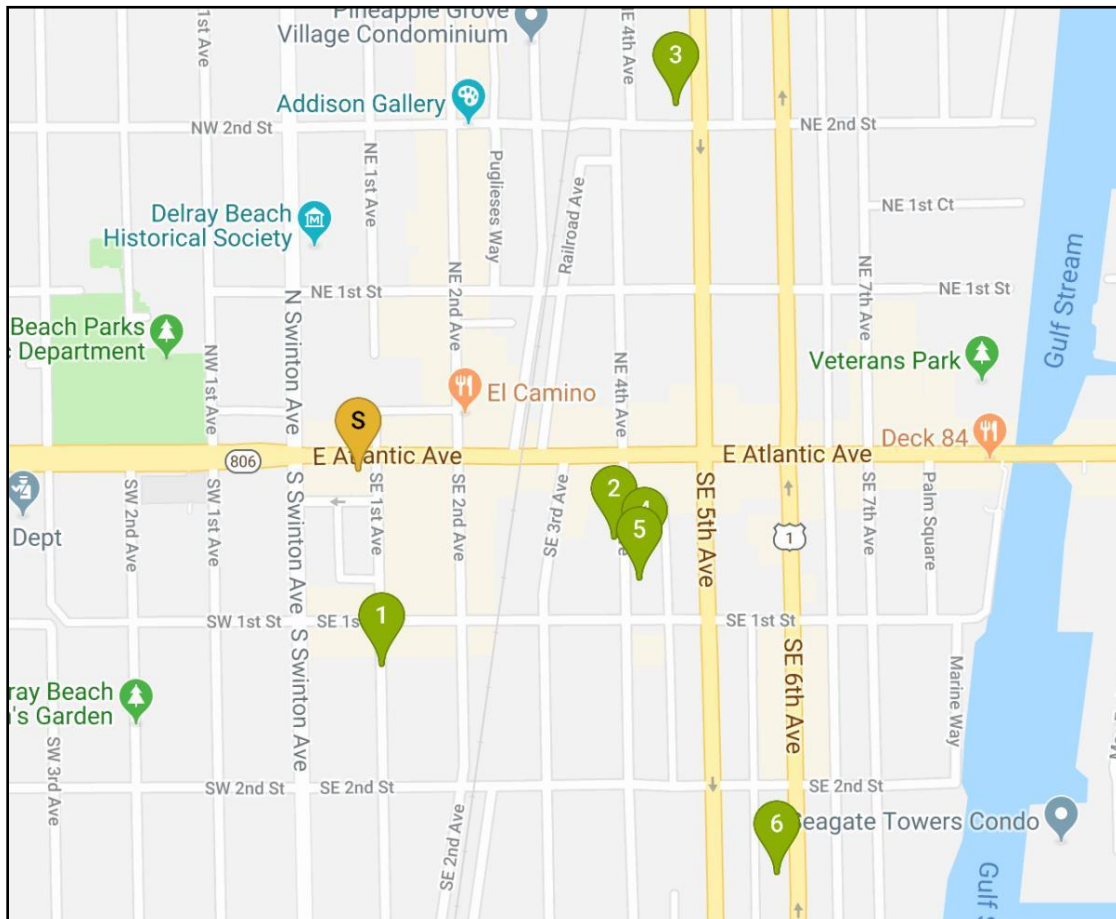 Pineapple Grove
Village Condominium
1st Ave
NE 4th Ave
3
Addison Gallery
NW 2nd St
NE 2nd St
NE 1st Ave
Puglieses Way
Railroad Ave
NE 1st Ct
Delray Beach
Historical Society
NE 2nd Ave
NE 7th Ave
Gulf Stream
NE 1st St
NE 1st St
N Swinton Ave
Beach Parks
Department
NW 1st Ave
NE 4th Ave
Veterans Park
El Camino
S
Deck 84
806
E Atlantic Ave
E Atlantic Ave
Dept
SW 2nd Ave
SW 1st Ave
S Swinton Ave
SE 1st Ave
SE 2nd Ave
SE 3rd Ave
2
4
5
SE 5th Ave
1
SE 7th Ave
Palm Square
1
SW 1st St
SE 1s
SE 1st St
S Swinton Ave
SE 6th Ave
Marine Way
ray Beach
n's Garden
SW 3rd Ave
SW 2nd St
SE 2nd St
SE 2nd St
SE 2nd Ave
6
Seagate Towers Condo
Gulf S